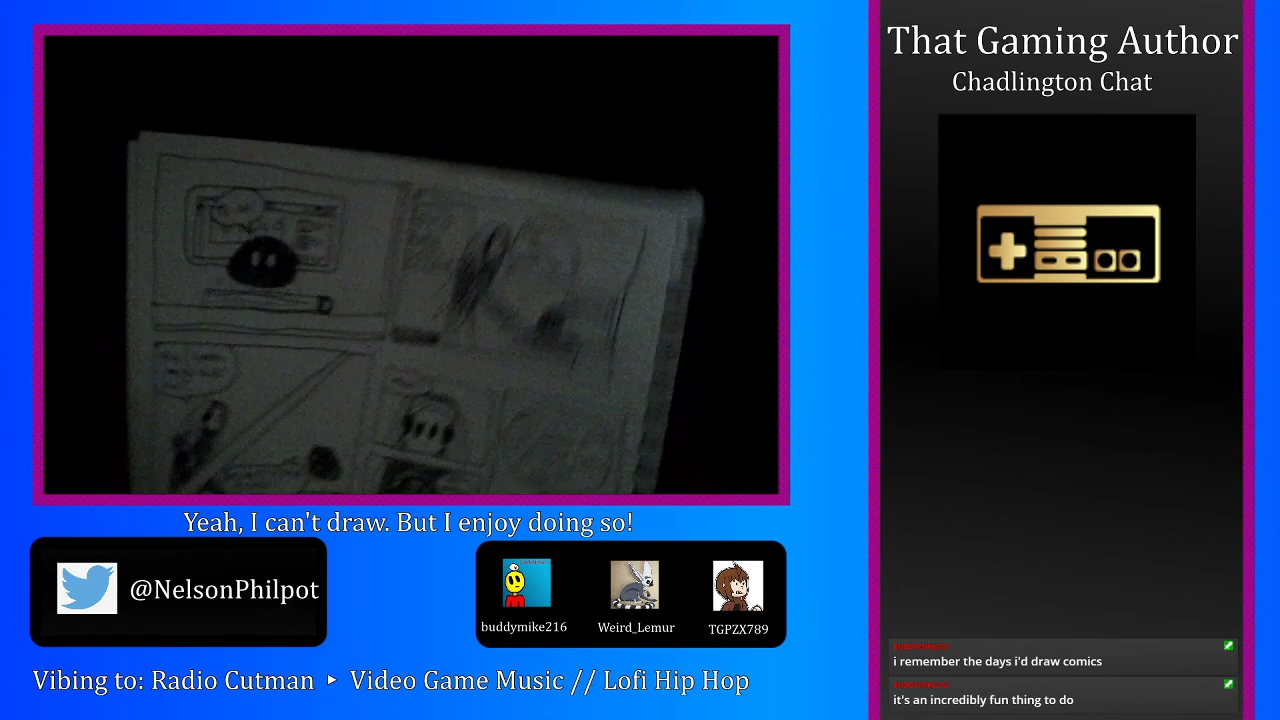 That Gaming Author
Chadlington Chat
Yeah, I can't draw. But I enjoy doing so!
@NelsonPhilpot
buddymike216
Weird_Lemur
TGPZX789
Vibing to: Radio Cutman ▸ Video Game Music // Lofi Hip Hop
i remember the days i'd draw comics
it's an incredibly fun thing to do